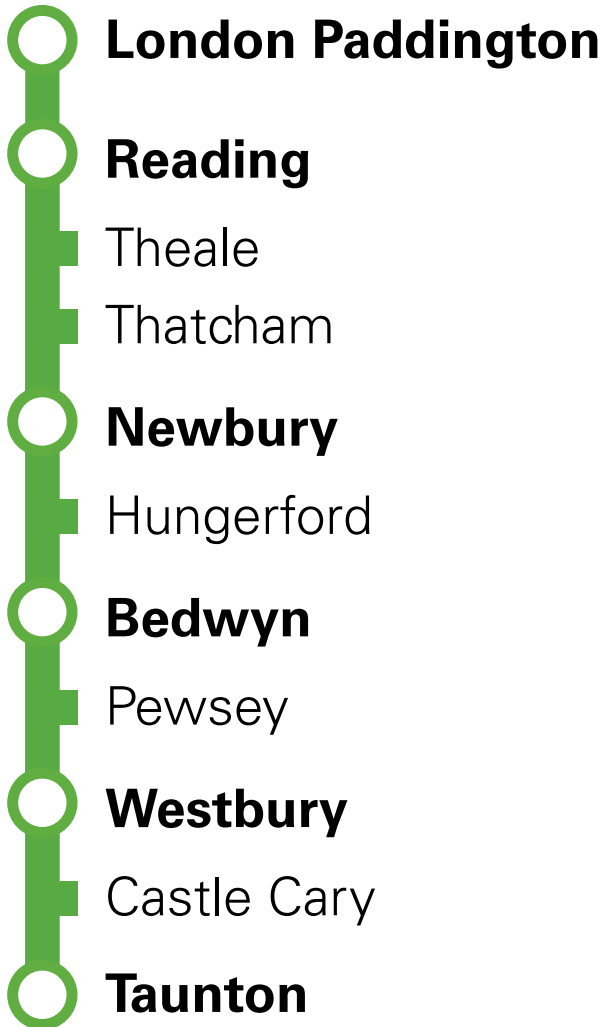 London Paddington
Reading
Theale
Thatcham
Newbury
Hungerford
Bedwyn
Pewsey
Westbury
Castle Cary
Taunton